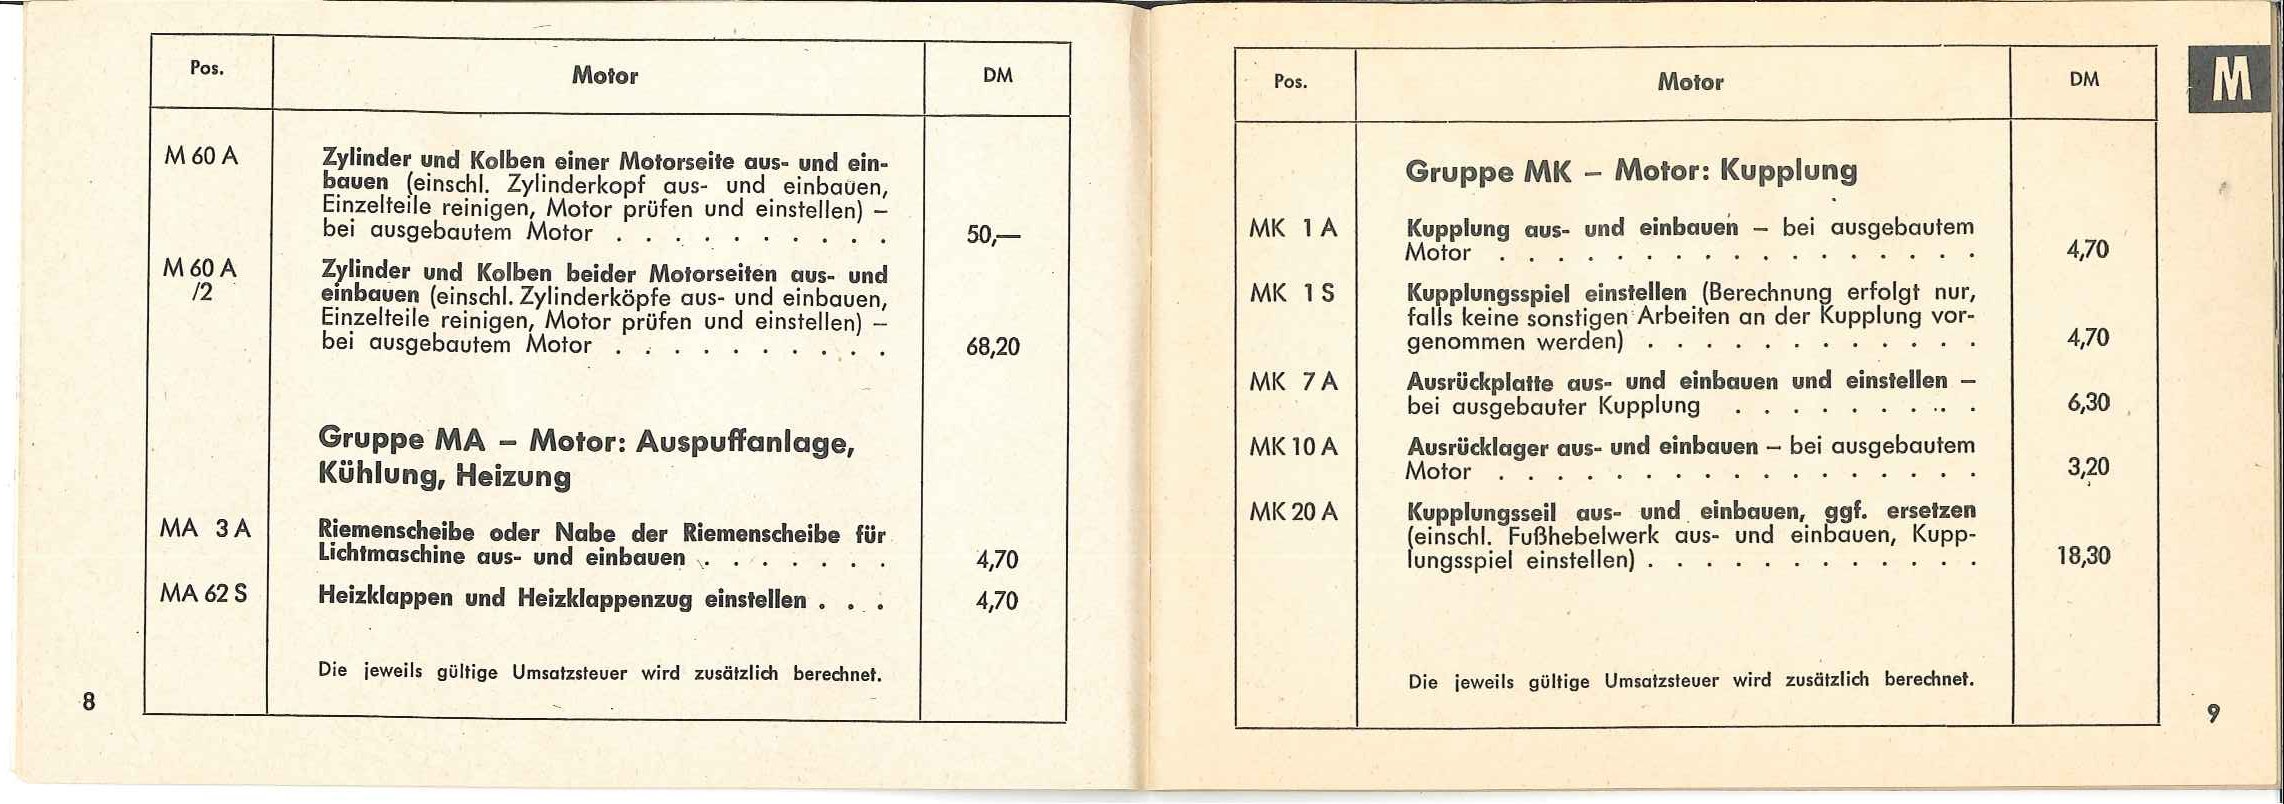 Pos. Motor DM
M 60 A Zylinder und Kolben einer Motorseite aus- und ein-
bauen (einschl. Zylinderkopf aus- und einbauen,
Einzelteile reinigen, Motor prüfen und einstellen) –
bei ausgebautem Motor . . . . . . . . . . 50,—
M 60 A Zylinder und Kolben beider Motorseiten aus- und
/2 einbauen (einschl. Zylinderköpfe aus- und einbauen,
Einzelteile reinigen, Motor prüfen und einstellen) –
bei ausgebautem Motor . . . . . . . . . . 68,20
Gruppe MA – Motor: Auspuffanlage,
Kühlung, Heizung
MA 3 A Riemenscheibe oder Nabe der Riemenscheibe für
Lichtmaschine aus- und einbauen . . . . . . . 4,70
MA 62 S Heizklappen und Heizklappenzug einstellen . . . 4,70
Die jeweils gültige Umsatzsteuer wird zusätzlich berechnet.
8
Pos. Motor DM
M
Gruppe MK – Motor: Kupplung
MK 1 A Kupplung aus- und einbauen – bei ausgebautem
Motor . . . . . . . . . . . . . . . . . 4,70
MK 1 S Kupplungsspiel einstellen (Berechnung erfolgt nur,
falls keine sonstigen Arbeiten an der Kupplung vor-
genommen werden) . . . . . . . . . . . . 4,70
MK 7 A Ausrückplatte aus- und einbauen und einstellen –
bei ausgebauter Kupplung . . . . . . . . . 6,30
MK 10 A Ausrücklager aus- und einbauen – bei ausgebautem
Motor . . . . . . . . . . . . . . . . . 3,20
MK 20 A Kupplungsseil aus- und einbauen, ggf. ersetzen
(einschl. Fußhebelwerk aus- und einbauen, Kupp-
lungsspiel einstellen) . . . . . . . . . . . . 18,30
Die jeweils gültige Umsatzsteuer wird zusätzlich berechnet.
9